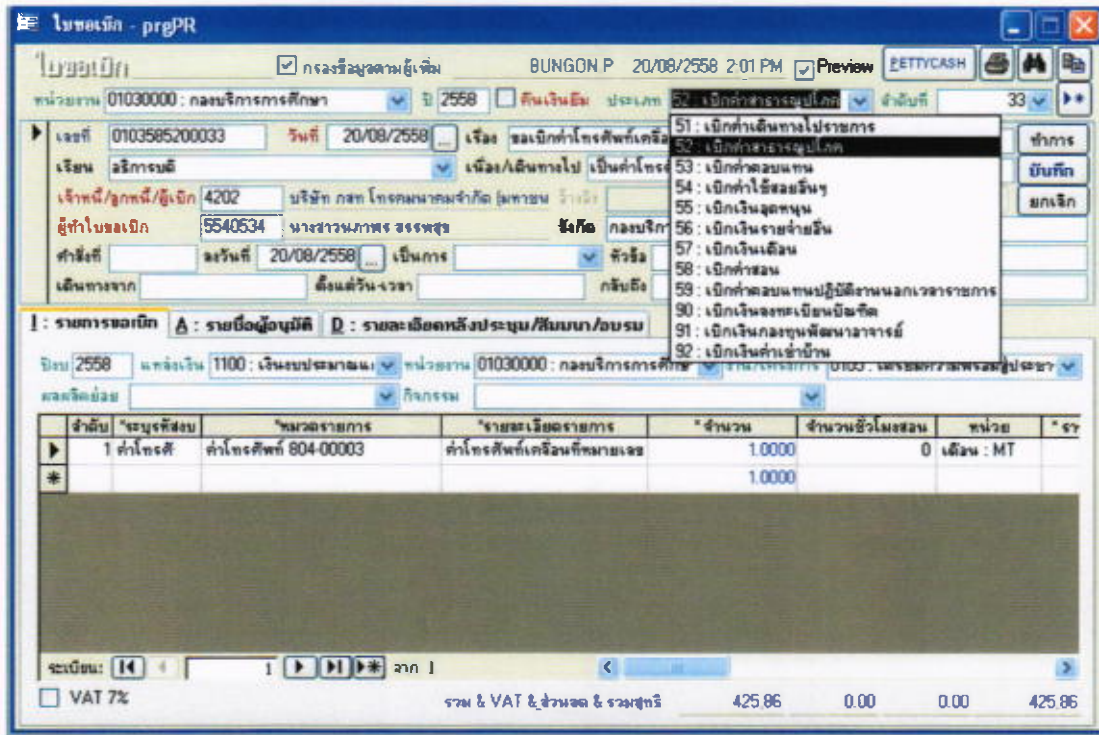 ใบขอเบิก - prgPR
ใบขอเบิก กรองข้อมูลตามผู้เพิ่ม BUNGON.P 20/08/2558 2:01 PM Preview PETTYCASH
หน่วยงาน 01030000 : กองบริการการศึกษา ปี 2558 คืนเงินยืม ประเภท 52 : เบิกค่าสาธารณูปโภค ลำดับที่ 33
เลขที่ 0103585200033 วันที่ 20/08/2558 ... เรื่อง ขอเบิกค่าโทรศัพท์เคลื่อ ทำการ
เรียน อธิการบดี เนื่อง/เดินทางไป เป็นค่าโทรศ บันทึก
เจ้าหนี้/ลูกหนี้/ผู้เบิก 4202 บริษัท กสท โทรคมนาคมจำกัด (มหาชน อ้างอิง ยกเลิก
ผู้ทำใบขอเบิก 5540534 สังกัด กองบริกา
คำสั่งที่ ลงวันที่ 20/08/2558 ... เป็นการ หัวข้อ
เดินทางจาก ตั้งแต่วัน-เวลา กลับถึง
51 : เบิกค่าเดินทางไปราชการ
52 : เบิกค่าสาธารณูปโภค
53 : เบิกค่าตอบแทน
54 : เบิกค่าใช้สอยอื่นๆ
55 : เบิกเงินอุดหนุน
56 : เบิกเงินรายจ่ายอื่น
57 : เบิกเงินเดือน
58 : เบิกค่าสอน
59 : เบิกค่าตอบแทนปฏิบัติงานนอกเวลาราชการ
90 : เบิกเงินลงทะเบียนบัณฑิต
91 : เบิกเงินกองทุนพัฒนาอาจารย์
92 : เบิกเงินค่าเช่าบ้าน
I : รายการขอเบิก A : รายชื่อผู้อนุมัติ D : รายละเอียดหลังประชุม/สัมมนา/อบรม
ปีงบ 2558 แหล่งเงิน 1100 : เงินงบประมาณแ หน่วยงาน 01030000 : กองบริการการศึกษ งาน/โครงการ 0105 : เตรียมความพร้อมสู่ประชา
ผลผลิตย่อย กิจกรรม
ลำดับ *ระบุรหัสงบ *หมวดรายการ *รายละเอียดรายการ *จำนวน จำนวนชั่วโมงสอน หน่วย *รา
1 ค่าโทรศั ค่าโทรศัพท์ 804-00003 ค่าโทรศัพท์เคลื่อนที่หมายเลข 1.0000 0 เดือน : MT
1.0000
ระเบียน: 1 จาก 1
VAT 7% รวม & VAT & ส่วนลด & รวมสุทธิ 425.86 0.00 0.00 425.86